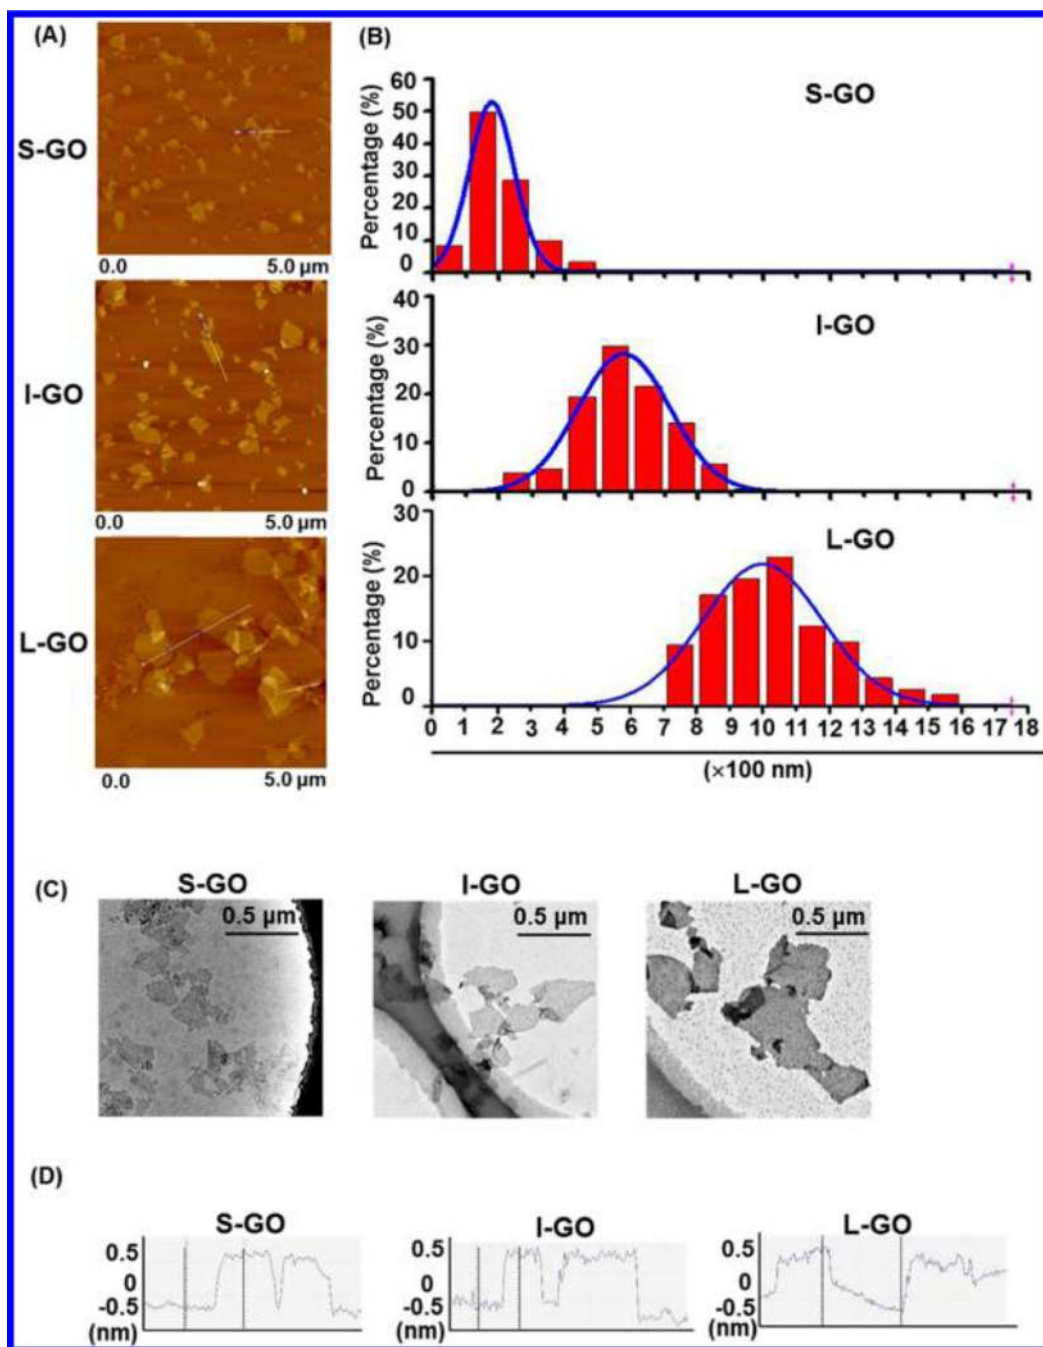 (A)
S-GO
0.0 5.0 µm
I-GO
0.0 5.0 µm
L-GO
0.0 5.0 µm
(B)
S-GO
Percentage (%)
60
50
40
30
20
10
0
I-GO
Percentage (%)
40
30
20
10
0
L-GO
Percentage (%)
30
20
10
0
0 1 2 3 4 5 6 7 8 9 10 11 12 13 14 15 16 17 18
(×100 nm)
(C)
S-GO
0.5 µm
I-GO
0.5 µm
L-GO
0.5 µm
(D)
S-GO
0.5
0
-0.5
(nm)
I-GO
0.5
0
-0.5
(nm)
L-GO
0.5
0
-0.5
(nm)